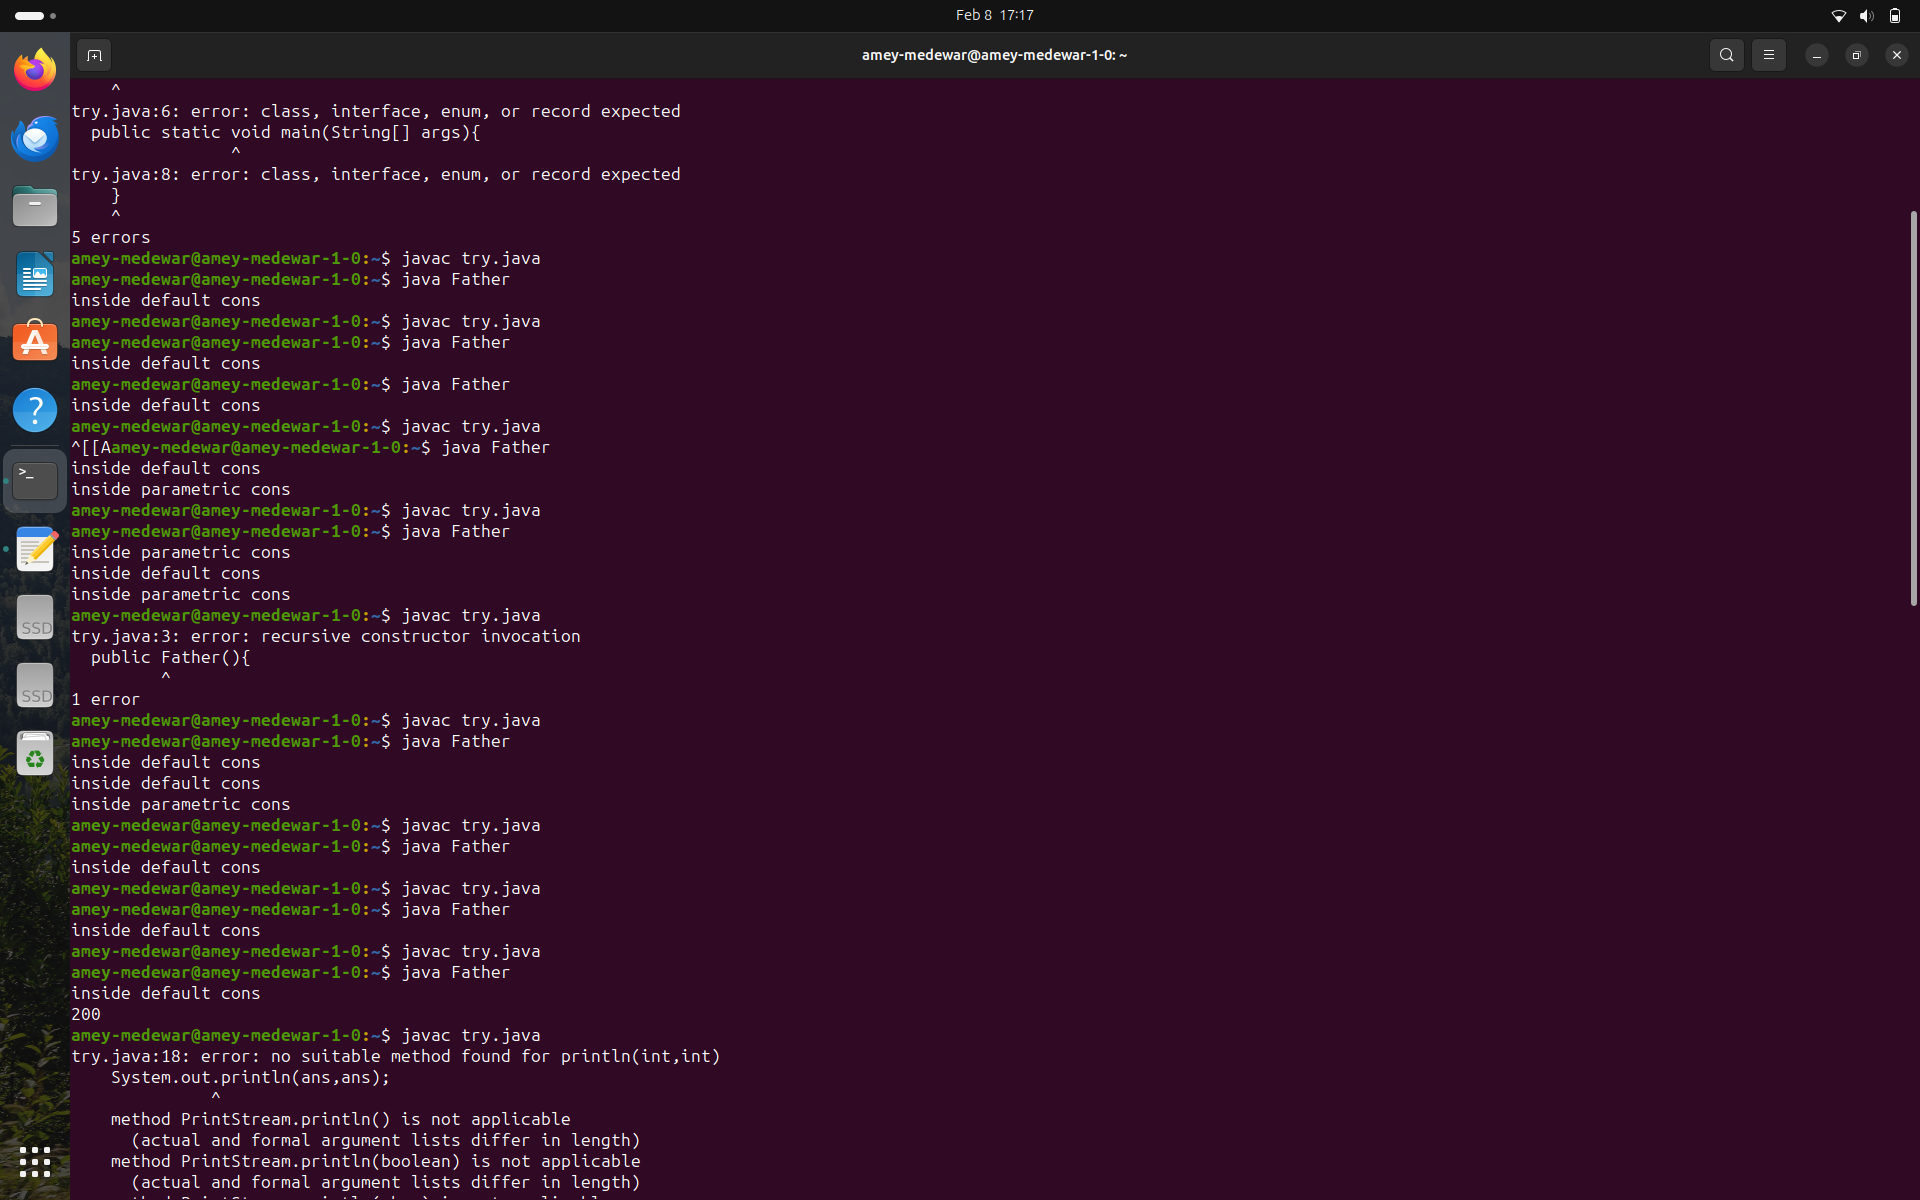 Feb 8 17:17
amey-medewar@amey-medewar-1-0: ~
^
try.java:6: error: class, interface, enum, or record expected
public static void main(String[] args){
^
try.java:8: error: class, interface, enum, or record expected
}
^
5 errors
amey-medewar@amey-medewar-1-0:~$ javac try.java
amey-medewar@amey-medewar-1-0:~$ java Father
inside default cons
amey-medewar@amey-medewar-1-0:~$ javac try.java
amey-medewar@amey-medewar-1-0:~$ java Father
inside default cons
amey-medewar@amey-medewar-1-0:~$ java Father
inside default cons
amey-medewar@amey-medewar-1-0:~$ javac try.java
^[[Aamey-medewar@amey-medewar-1-0:~$ java Father
inside default cons
inside parametric cons
amey-medewar@amey-medewar-1-0:~$ javac try.java
amey-medewar@amey-medewar-1-0:~$ java Father
inside parametric cons
inside default cons
inside parametric cons
amey-medewar@amey-medewar-1-0:~$ javac try.java
try.java:3: error: recursive constructor invocation
public Father(){
^
1 error
amey-medewar@amey-medewar-1-0:~$ javac try.java
amey-medewar@amey-medewar-1-0:~$ java Father
inside default cons
inside default cons
inside parametric cons
amey-medewar@amey-medewar-1-0:~$ javac try.java
amey-medewar@amey-medewar-1-0:~$ java Father
inside default cons
amey-medewar@amey-medewar-1-0:~$ javac try.java
amey-medewar@amey-medewar-1-0:~$ java Father
inside default cons
amey-medewar@amey-medewar-1-0:~$ javac try.java
amey-medewar@amey-medewar-1-0:~$ java Father
inside default cons
200
amey-medewar@amey-medewar-1-0:~$ javac try.java
try.java:18: error: no suitable method found for println(int,int)
System.out.println(ans,ans);
^
method PrintStream.println() is not applicable
(actual and formal argument lists differ in length)
method PrintStream.println(boolean) is not applicable
(actual and formal argument lists differ in length)
SSD
SSD